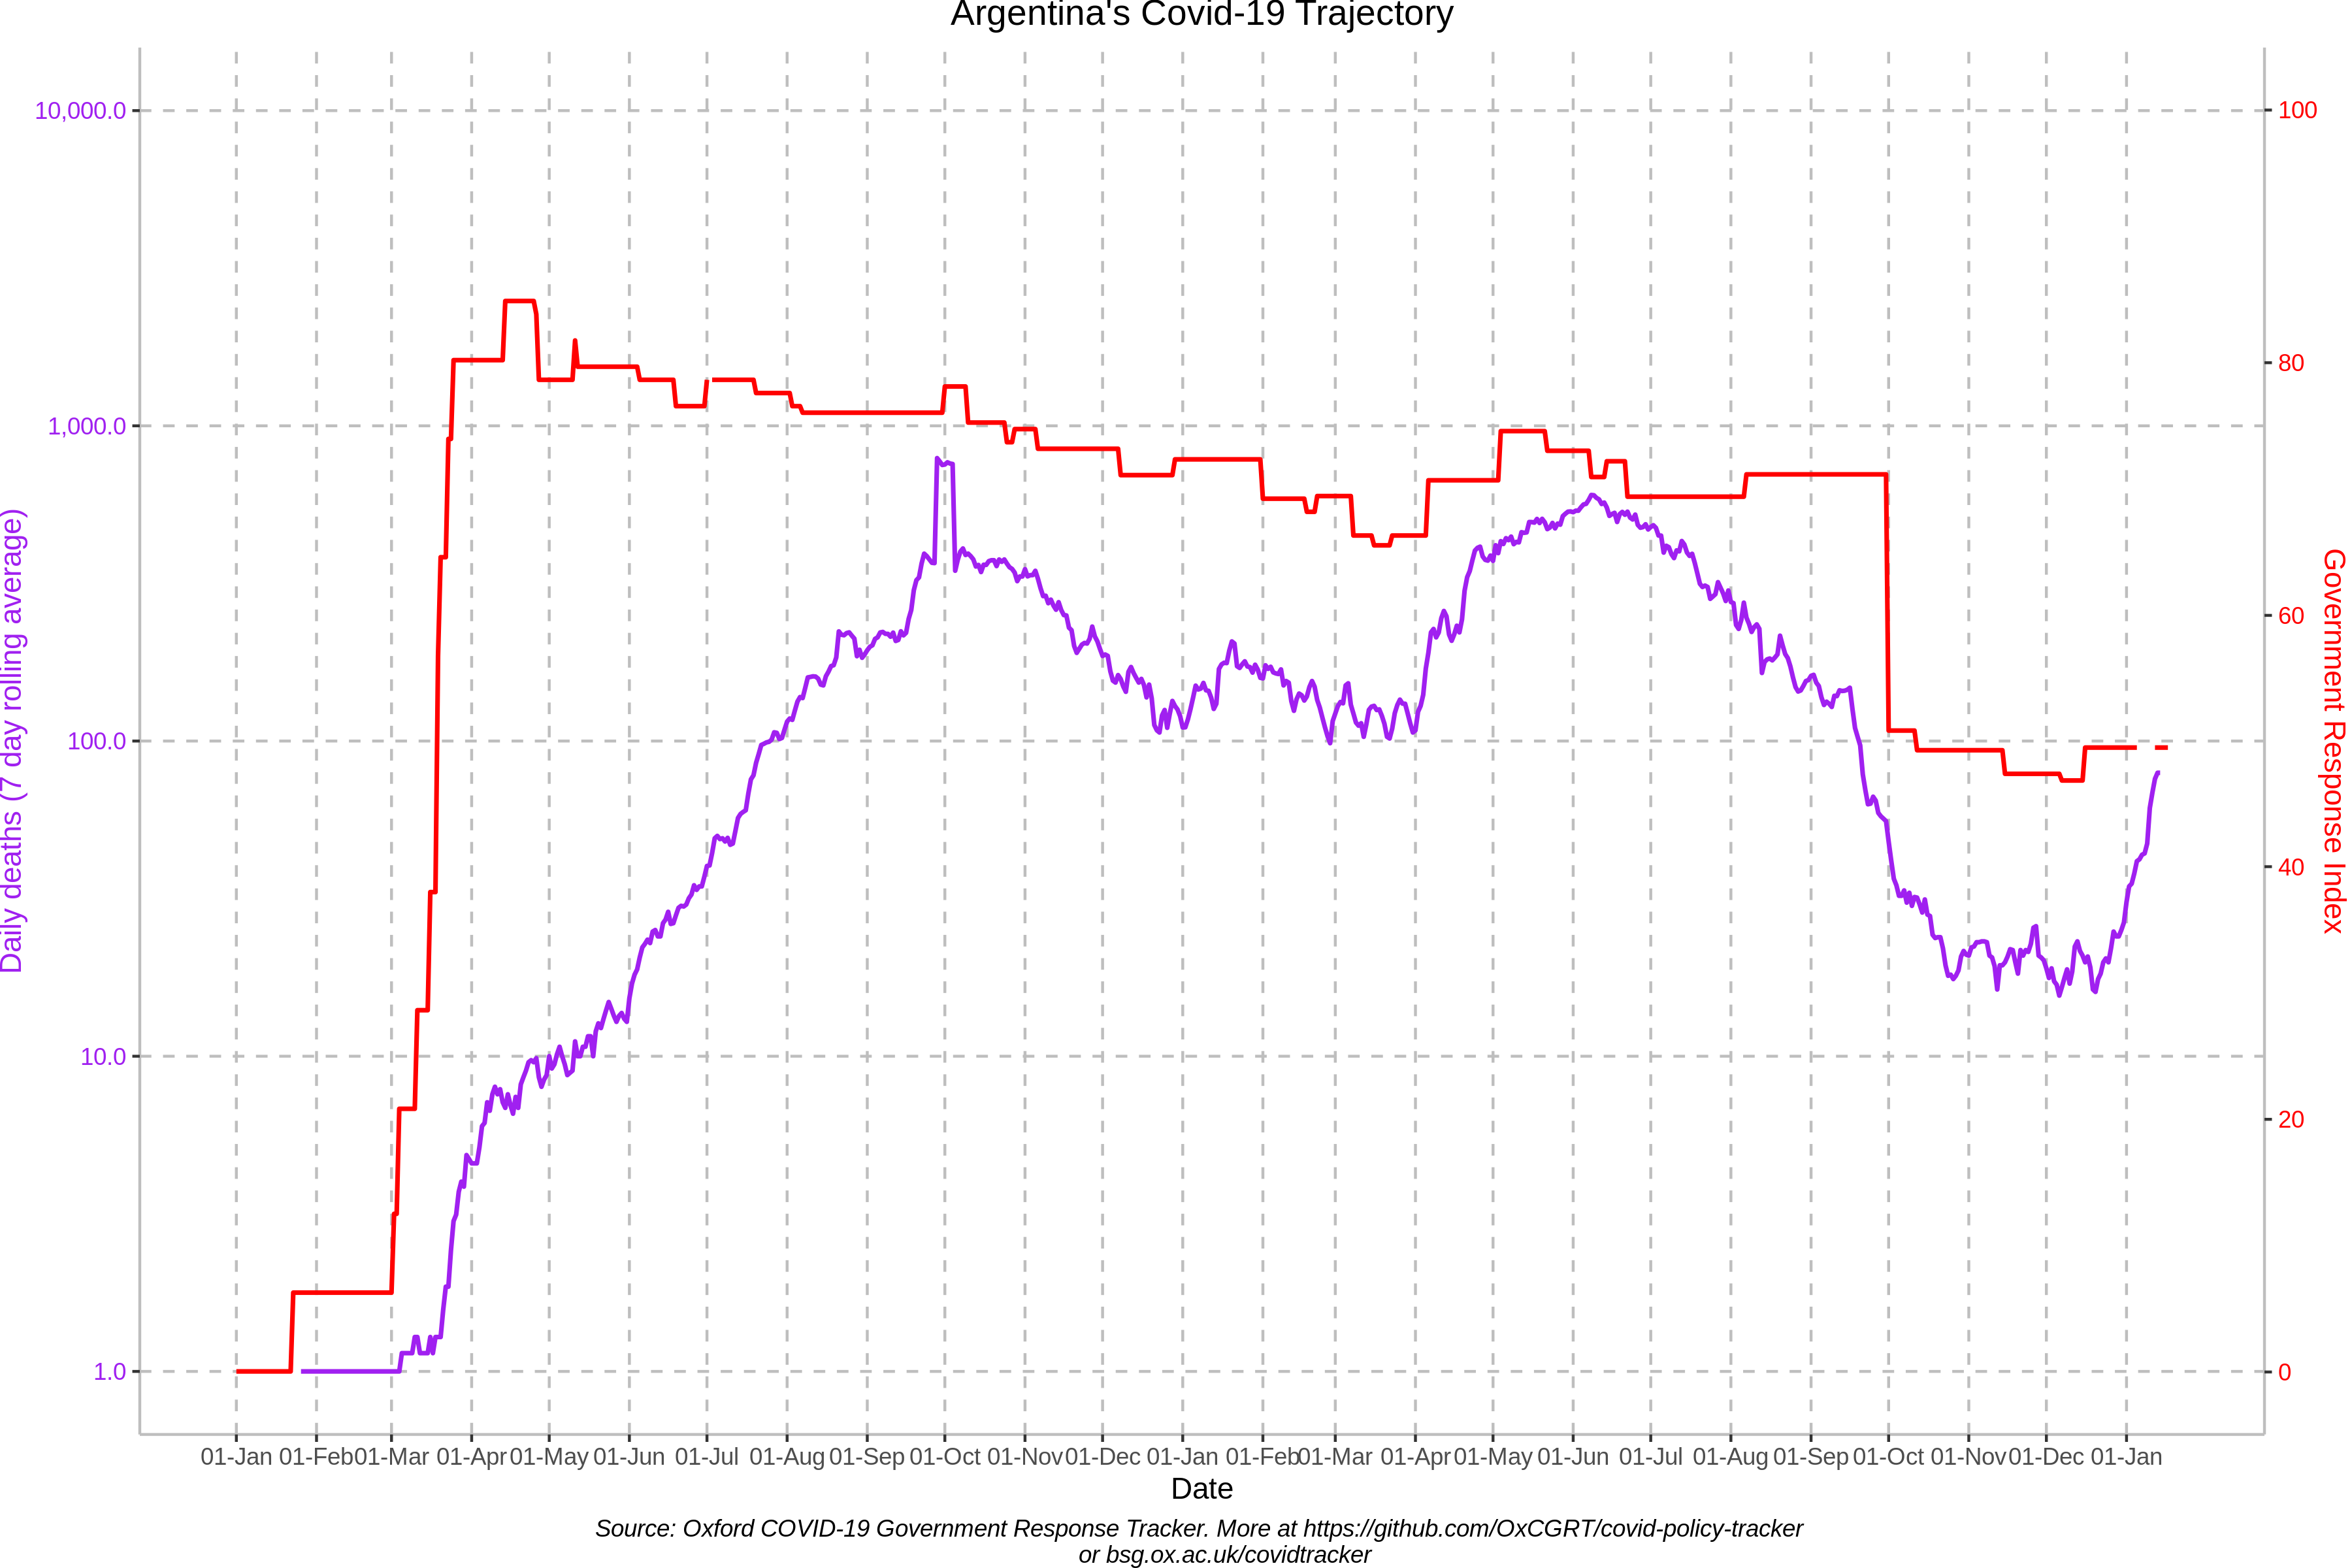 Argentina's Covid-19 Trajectory
10,000.0
1,000.0
100.0
10.0
1.0
Daily deaths (7 day rolling average)
100
80
60
40
20
0
Government Response Index
01-Jan 01-Feb 01-Mar 01-Apr 01-May 01-Jun 01-Jul 01-Aug 01-Sep 01-Oct 01-Nov 01-Dec 01-Jan 01-Feb 01-Mar 01-Apr 01-May 01-Jun 01-Jul 01-Aug 01-Sep 01-Oct 01-Nov 01-Dec 01-Jan
Date
Source: Oxford COVID-19 Government Response Tracker. More at https://github.com/OxCGRT/covid-policy-tracker
or bsg.ox.ac.uk/covidtracker